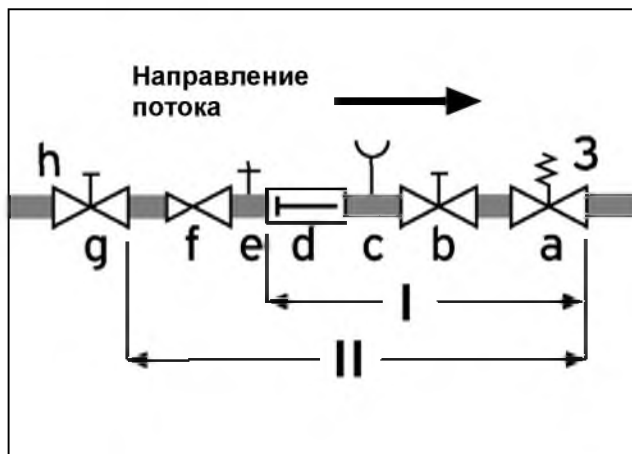 Направление
потока
h 3
g f e d c b a
I
II